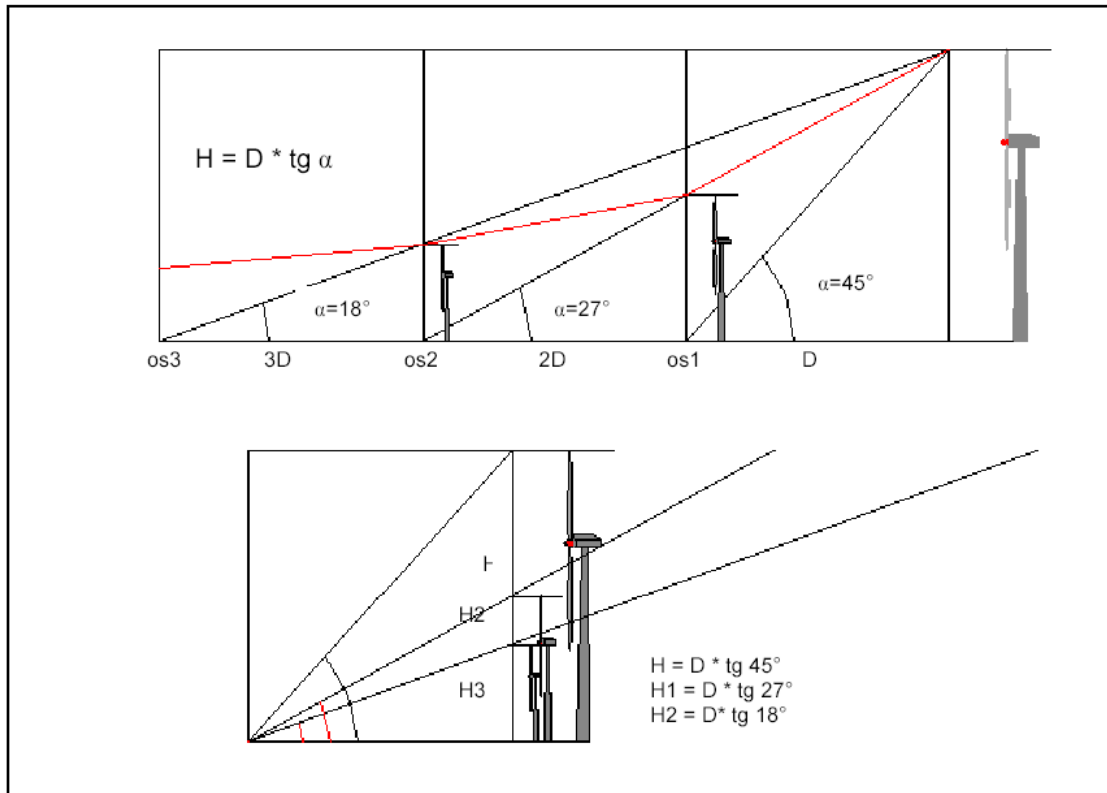 H = D * tg α
α=18°
α=27°
α=45°
os3 3D os2 2D os1 D
H2
H3
H = D * tg 45°
H1 = D * tg 27°
H2 = D* tg 18°